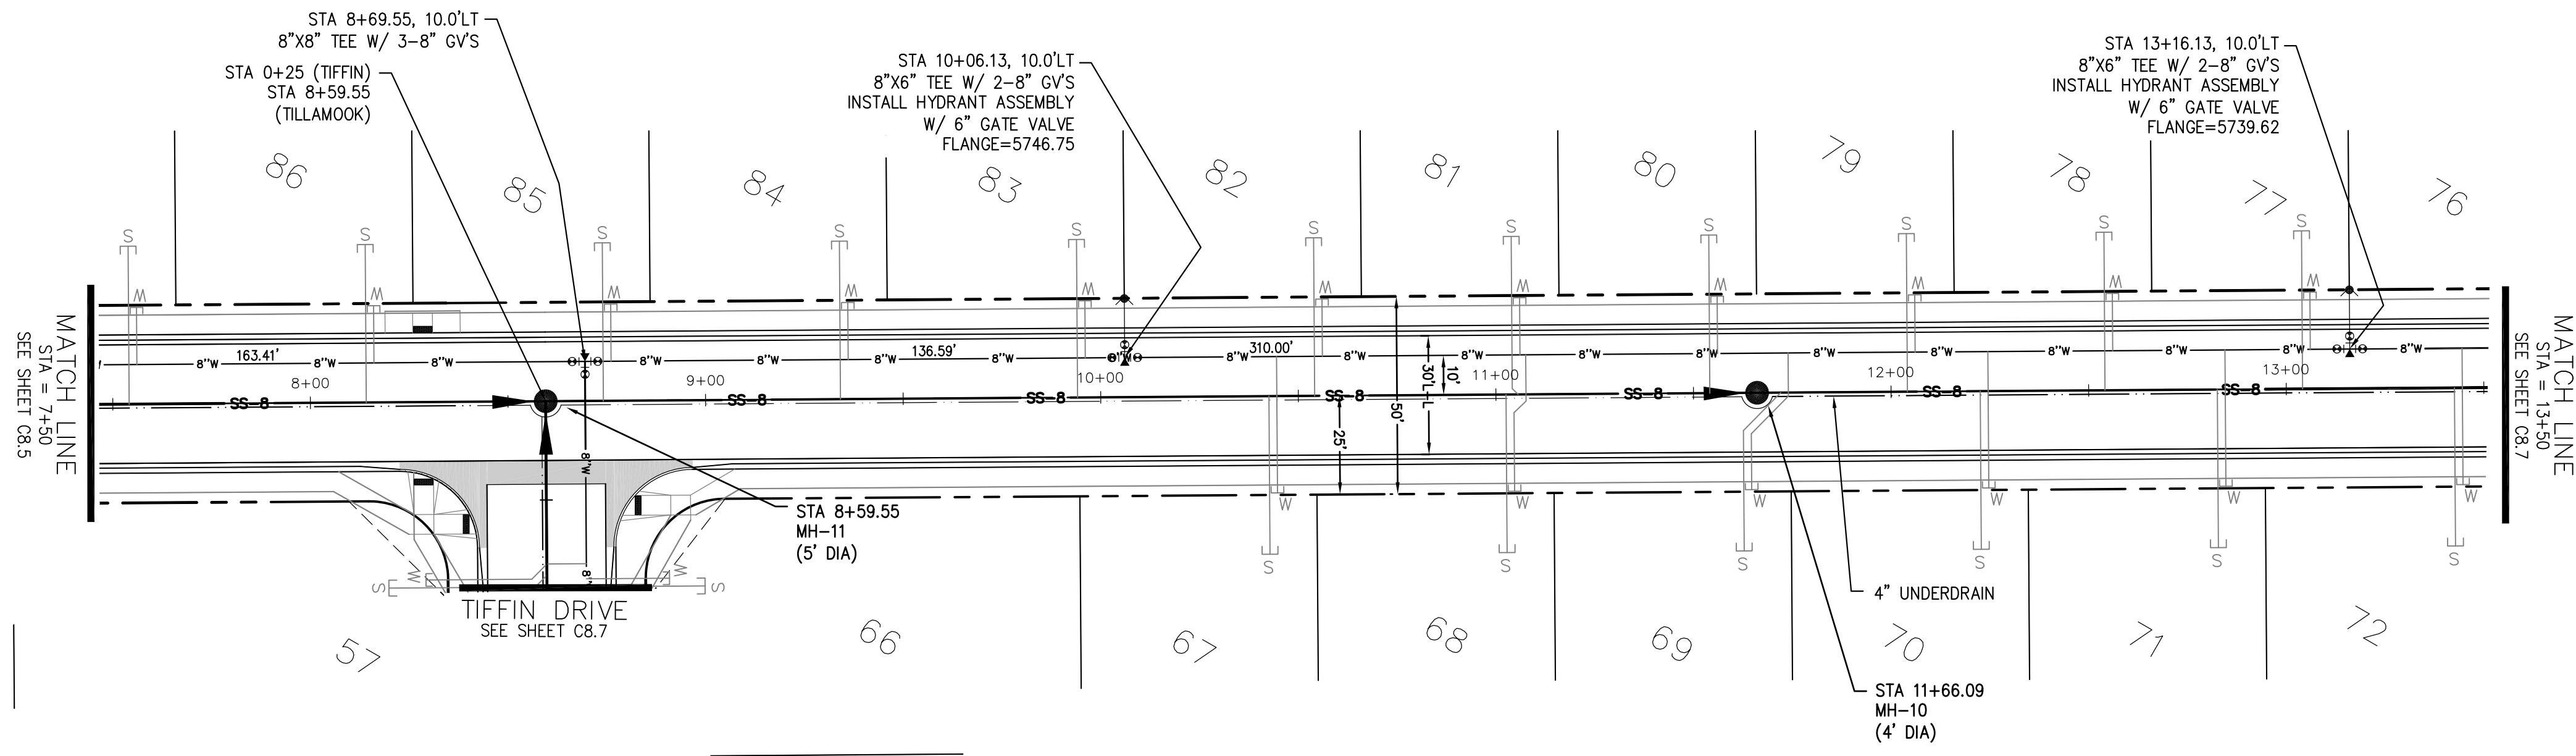 STA 8+69.55, 10.0'LT
8"X8" TEE W/ 3-8" GV'S
STA 0+25 (TIFFIN)
STA 8+59.55
(TILLAMOOK)
STA 10+06.13, 10.0'LT
8"X6" TEE W/ 2-8" GV'S
INSTALL HYDRANT ASSEMBLY
W/ 6" GATE VALVE
FLANGE=5746.75
STA 13+16.13, 10.0'LT
8"X6" TEE W/ 2-8" GV'S
INSTALL HYDRANT ASSEMBLY
W/ 6" GATE VALVE
FLANGE=5739.62
86
85
84
83
82
81
80
79
78
77
76
S S S S S S S S S S
W W W W W W W W W W
MATCH LINE
STA = 7+50
SEE SHEET C8.5
8"W 163.41' 8"W 8"W 8"W 8"W 8"W 136.59' 8"W 8"W 310.00' 8"W 8"W 8"W 8"W 8"W 8"W 8"W 8"W 8"W
8+00
9+00
10+00
11+00
12+00
13+00
SS-8 SS-8 SS-8 SS-8 SS-8 SS-8 SS-8
10'
30' L-L
50'
25'
8"W
MATCH LINE
STA = 13+50
SEE SHEET C8.7
STA 8+59.55
MH-11
(5' DIA)
W W W W W W
S W W S
S S S S S S
TIFFIN DRIVE
SEE SHEET C8.7
4" UNDERDRAIN
57
66
67
68
69
70
71
72
STA 11+66.09
MH-10
(4' DIA)